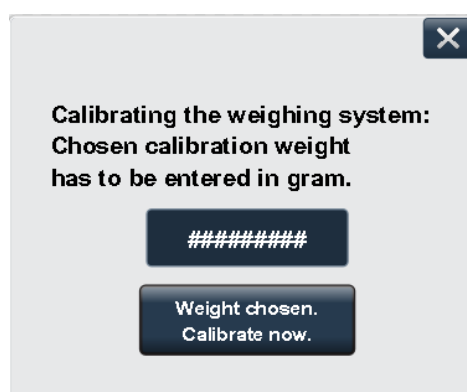 Calibrating the weighing system:
Chosen calibration weight
has to be entered in gram.
#########
Weight chosen.
Calibrate now.